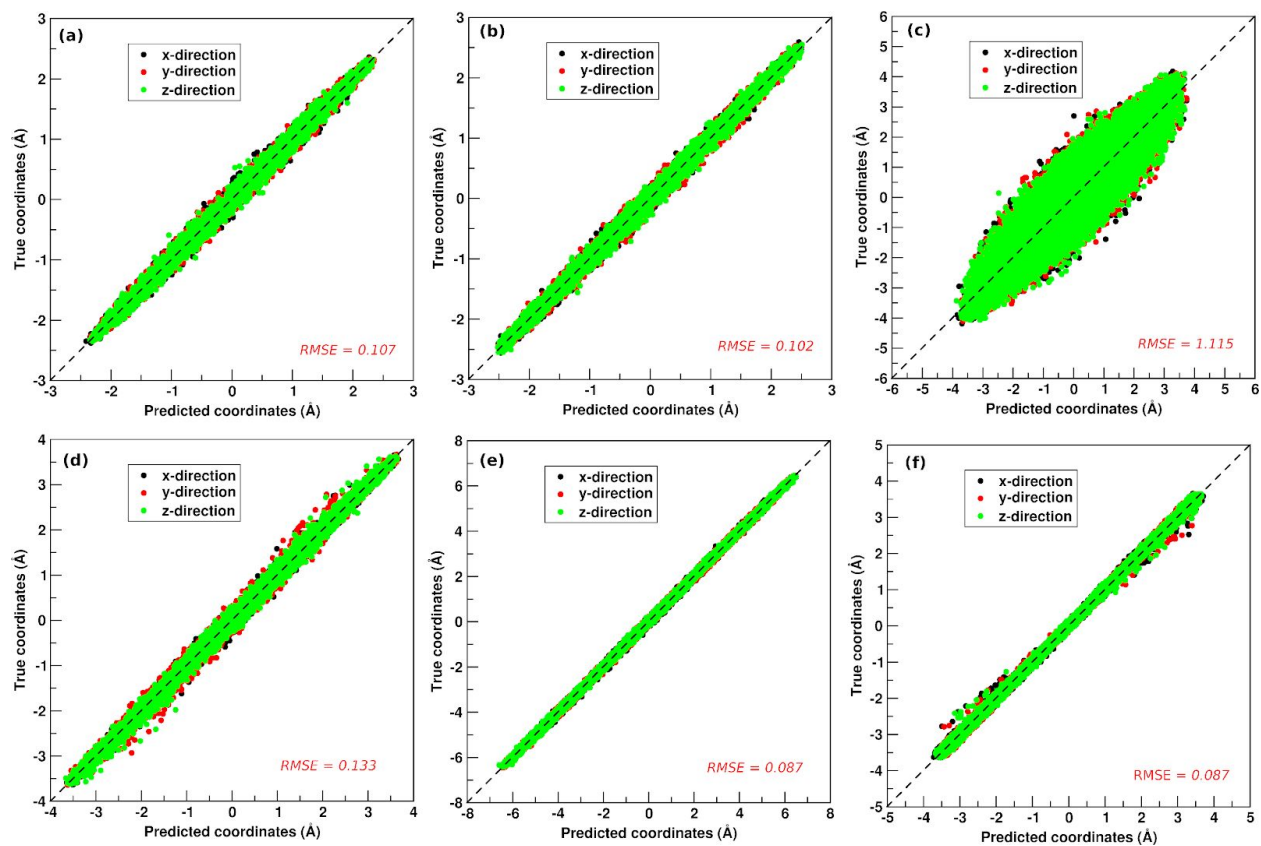 (a)
x-direction
y-direction
z-direction
RMSE = 0.107
True coordinates (Å)
3
2
1
0
-1
-2
-3
-3 -2 -1 0 1 2 3
Predicted coordinates (Å)
(b)
x-direction
y-direction
z-direction
RMSE = 0.102
True coordinates (Å)
3
2
1
0
-1
-2
-3
-3 -2 -1 0 1 2 3
Predicted coordinates (Å)
(c)
x-direction
y-direction
z-direction
RMSE = 1.115
True coordinates (Å)
6
5
4
3
2
1
0
-1
-2
-3
-4
-5
-6
-6 -5 -4 -3 -2 -1 0 1 2 3 4 5 6
Predicted coordinates (Å)
(d)
x-direction
y-direction
z-direction
RMSE = 0.133
True coordinates (Å)
4
3
2
1
0
-1
-2
-3
-4
-4 -3 -2 -1 0 1 2 3 4
Predicted coordinates (Å)
(e)
x-direction
y-direction
z-direction
RMSE = 0.087
True coordinates (Å)
8
6
4
2
0
-2
-4
-6
-8
-8 -6 -4 -2 0 2 4 6 8
Predicted coordinates (Å)
(f)
x-direction
y-direction
z-direction
RMSE = 0.087
True coordinates (Å)
5
4
3
2
1
0
-1
-2
-3
-4
-5
-5 -4 -3 -2 -1 0 1 2 3 4 5
Predicted coordinates (Å)